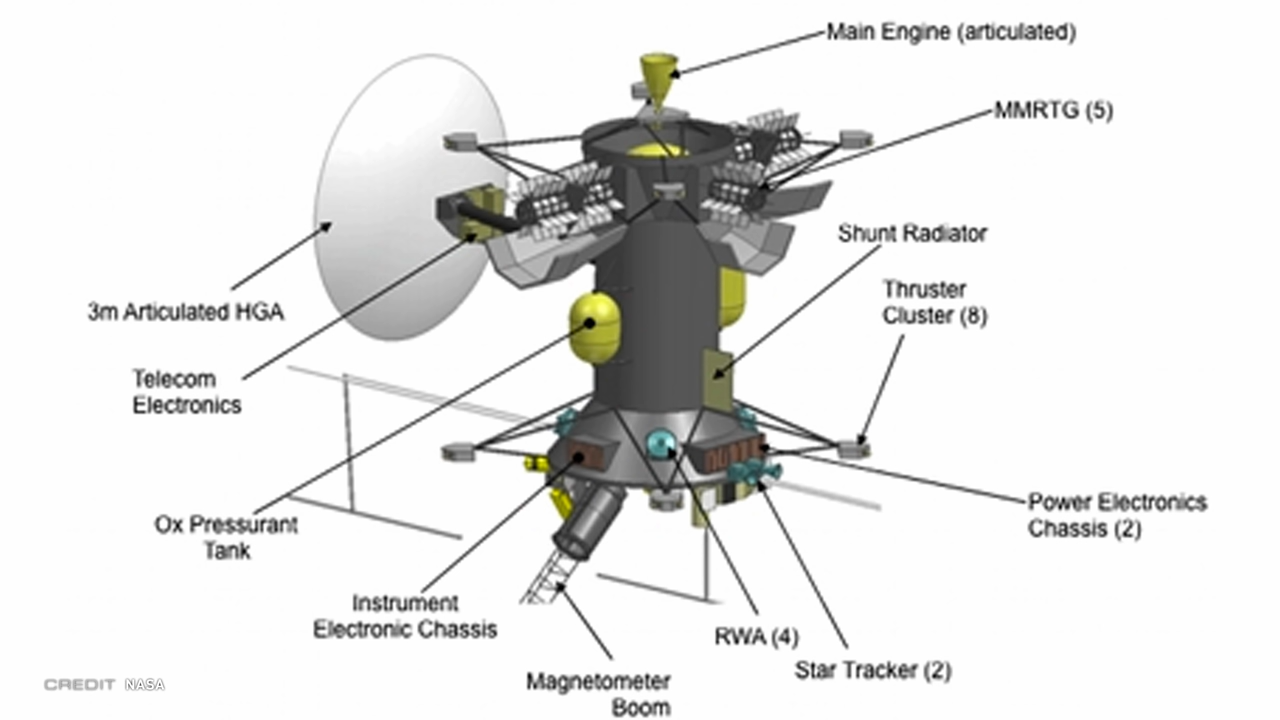 Main Engine (articulated)
MMRTG (5)
Shunt Radiator
Thruster
Cluster (8)
3m Articulated HGA
Telecom
Electronics
Power Electronics
Chassis (2)
Ox Pressurant
Tank
Instrument
Electronic Chassis
RWA (4)
Star Tracker (2)
Magnetometer
Boom
CREDIT NASA